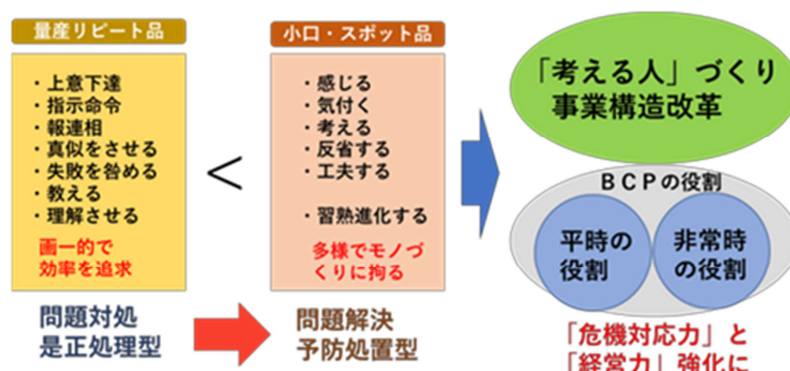 量産リピート品
・上意下達
・指示命令
・報連相
・真似をさせる
・失敗を咎める
・教える
・理解させる
画一的で
効率を追求
問題対処
是正処理型
<
小口・スポット品
・感じる
・気付く
・考える
・反省する
・工夫する
・習熟進化する
多様でモノづ
くりに拘る
問題解決
予防処置型
「考える人」づくり
事業構造改革
BCPの役割
平時の
役割
非常時
の役割
「危機対応力」と
「経営力」強化に